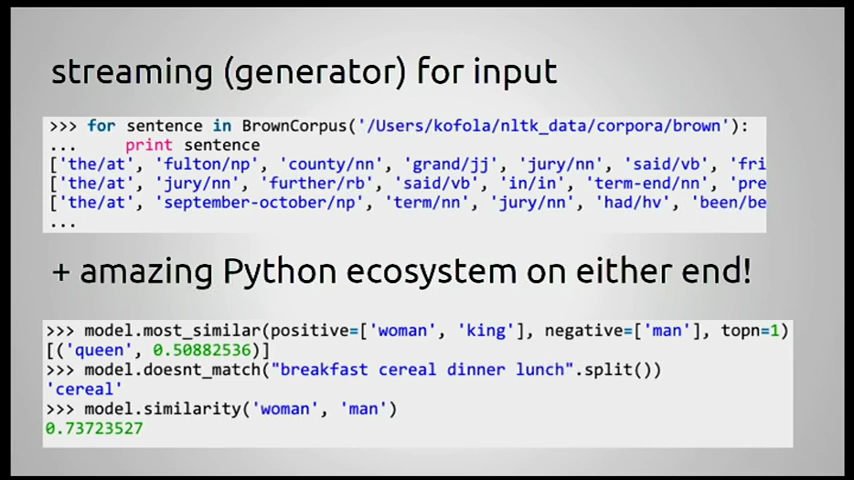 streaming (generator) for input
>>> for sentence in BrownCorpus('/Users/kofola/nltk_data/corpora/brown'):
...     print sentence
['the/at', 'fulton/np', 'county/nn', 'grand/jj', 'jury/nn', 'said/vb', 'fri
['the/at', 'jury/nn', 'further/rb', 'said/vb', 'in/in', 'term-end/nn', 'pre
['the/at', 'september-october/np', 'term/nn', 'jury/nn', 'had/hv', 'been/be
...
+ amazing Python ecosystem on either end!
>>> model.most_similar(positive=['woman', 'king'], negative=['man'], topn=1)
[('queen', 0.50882536)]
>>> model.doesnt_match("breakfast cereal dinner lunch".split())
'cereal'
>>> model.similarity('woman', 'man')
0.73723527